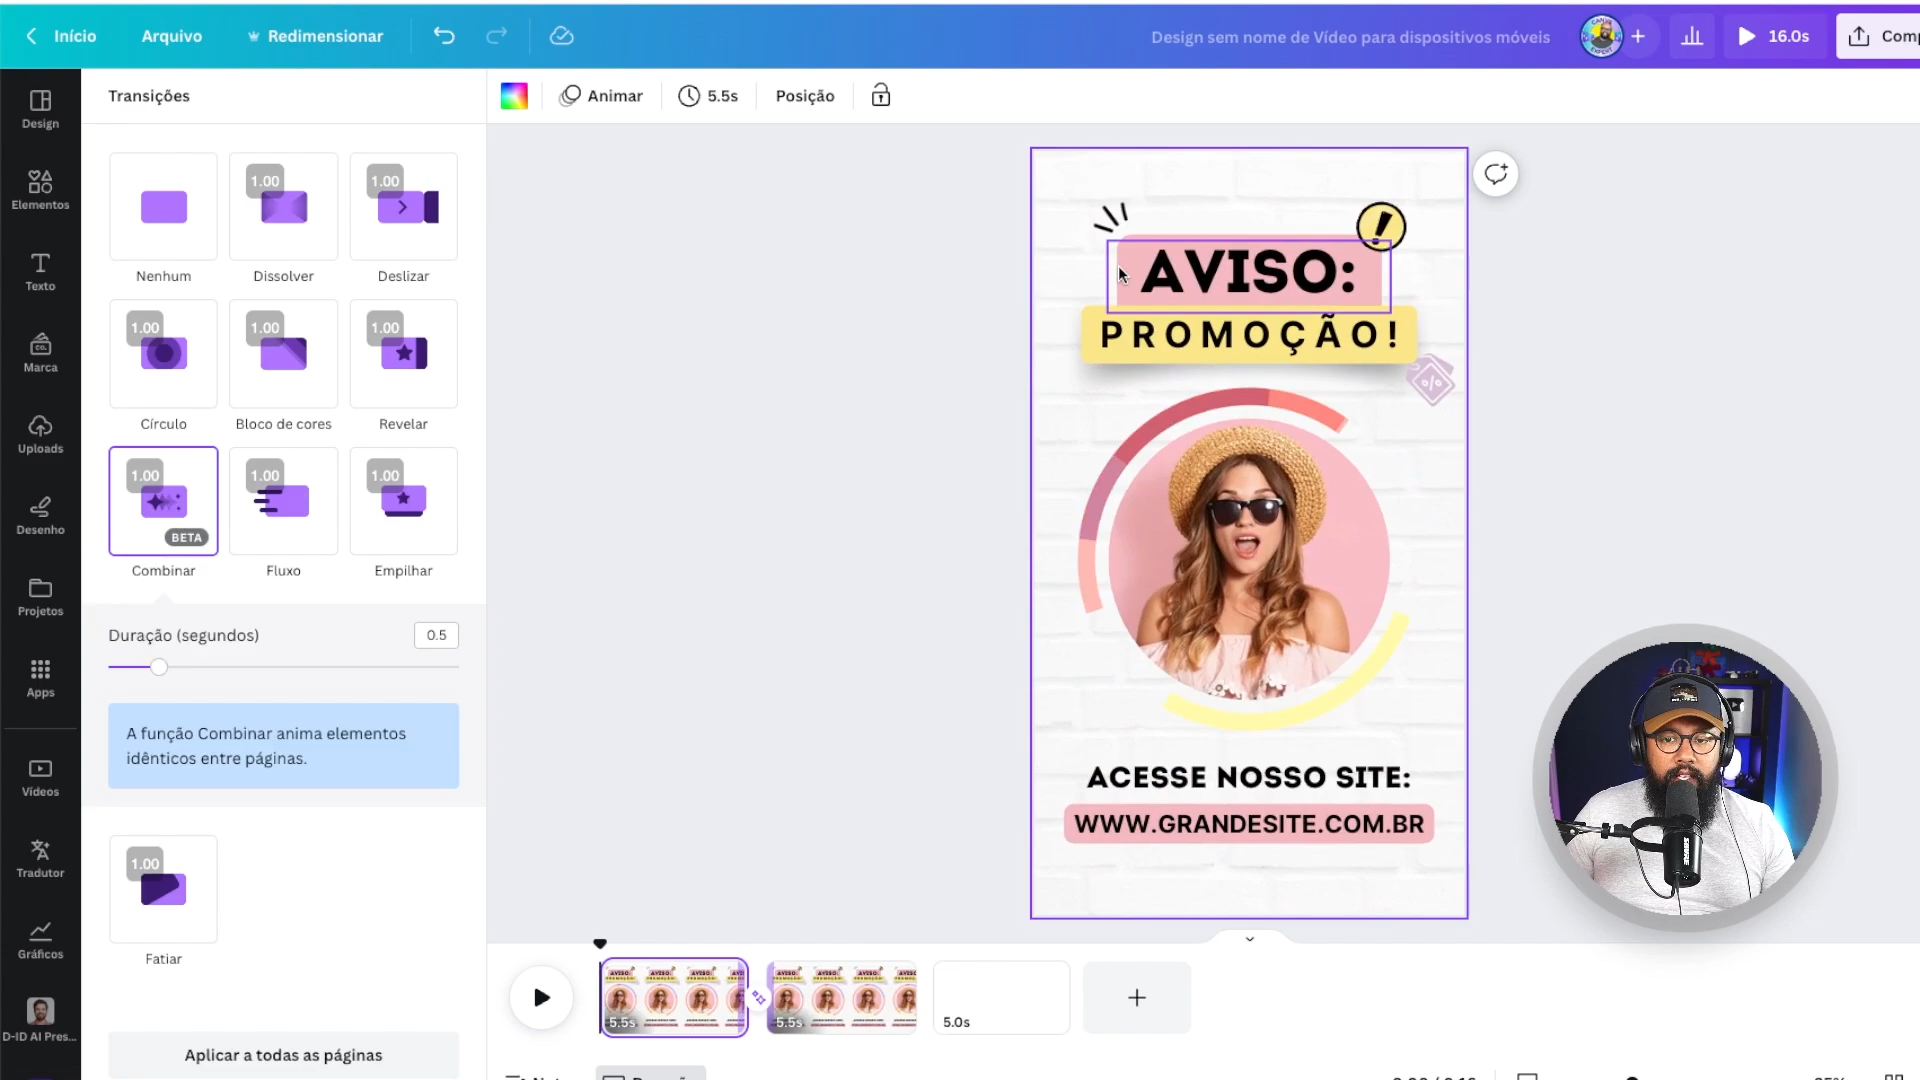 Início
Arquivo
Redimensionar
Design sem nome de Vídeo para dispositivos móveis
16.0s
Design
Elementos
Texto
Marca
Uploads
Desenho
Projetos
Apps
Vídeos
Tradutor
Gráficos
D-ID AI Pres...
Transições
Animar
5.5s
Posição
Nenhum
1.00
Dissolver
1.00
Deslizar
1.00
Círculo
1.00
Bloco de cores
1.00
Revelar
1.00
BETA
Combinar
1.00
Fluxo
1.00
Empilhar
Duração (segundos)
0.5
A função Combinar anima elementos
idênticos entre páginas.
1.00
Fatiar
Aplicar a todas as páginas
AVISO:
PROMOÇÃO!
ACESSE NOSSO SITE:
WWW.GRANDESITE.COM.BR
5.5s
5.5s
5.0s